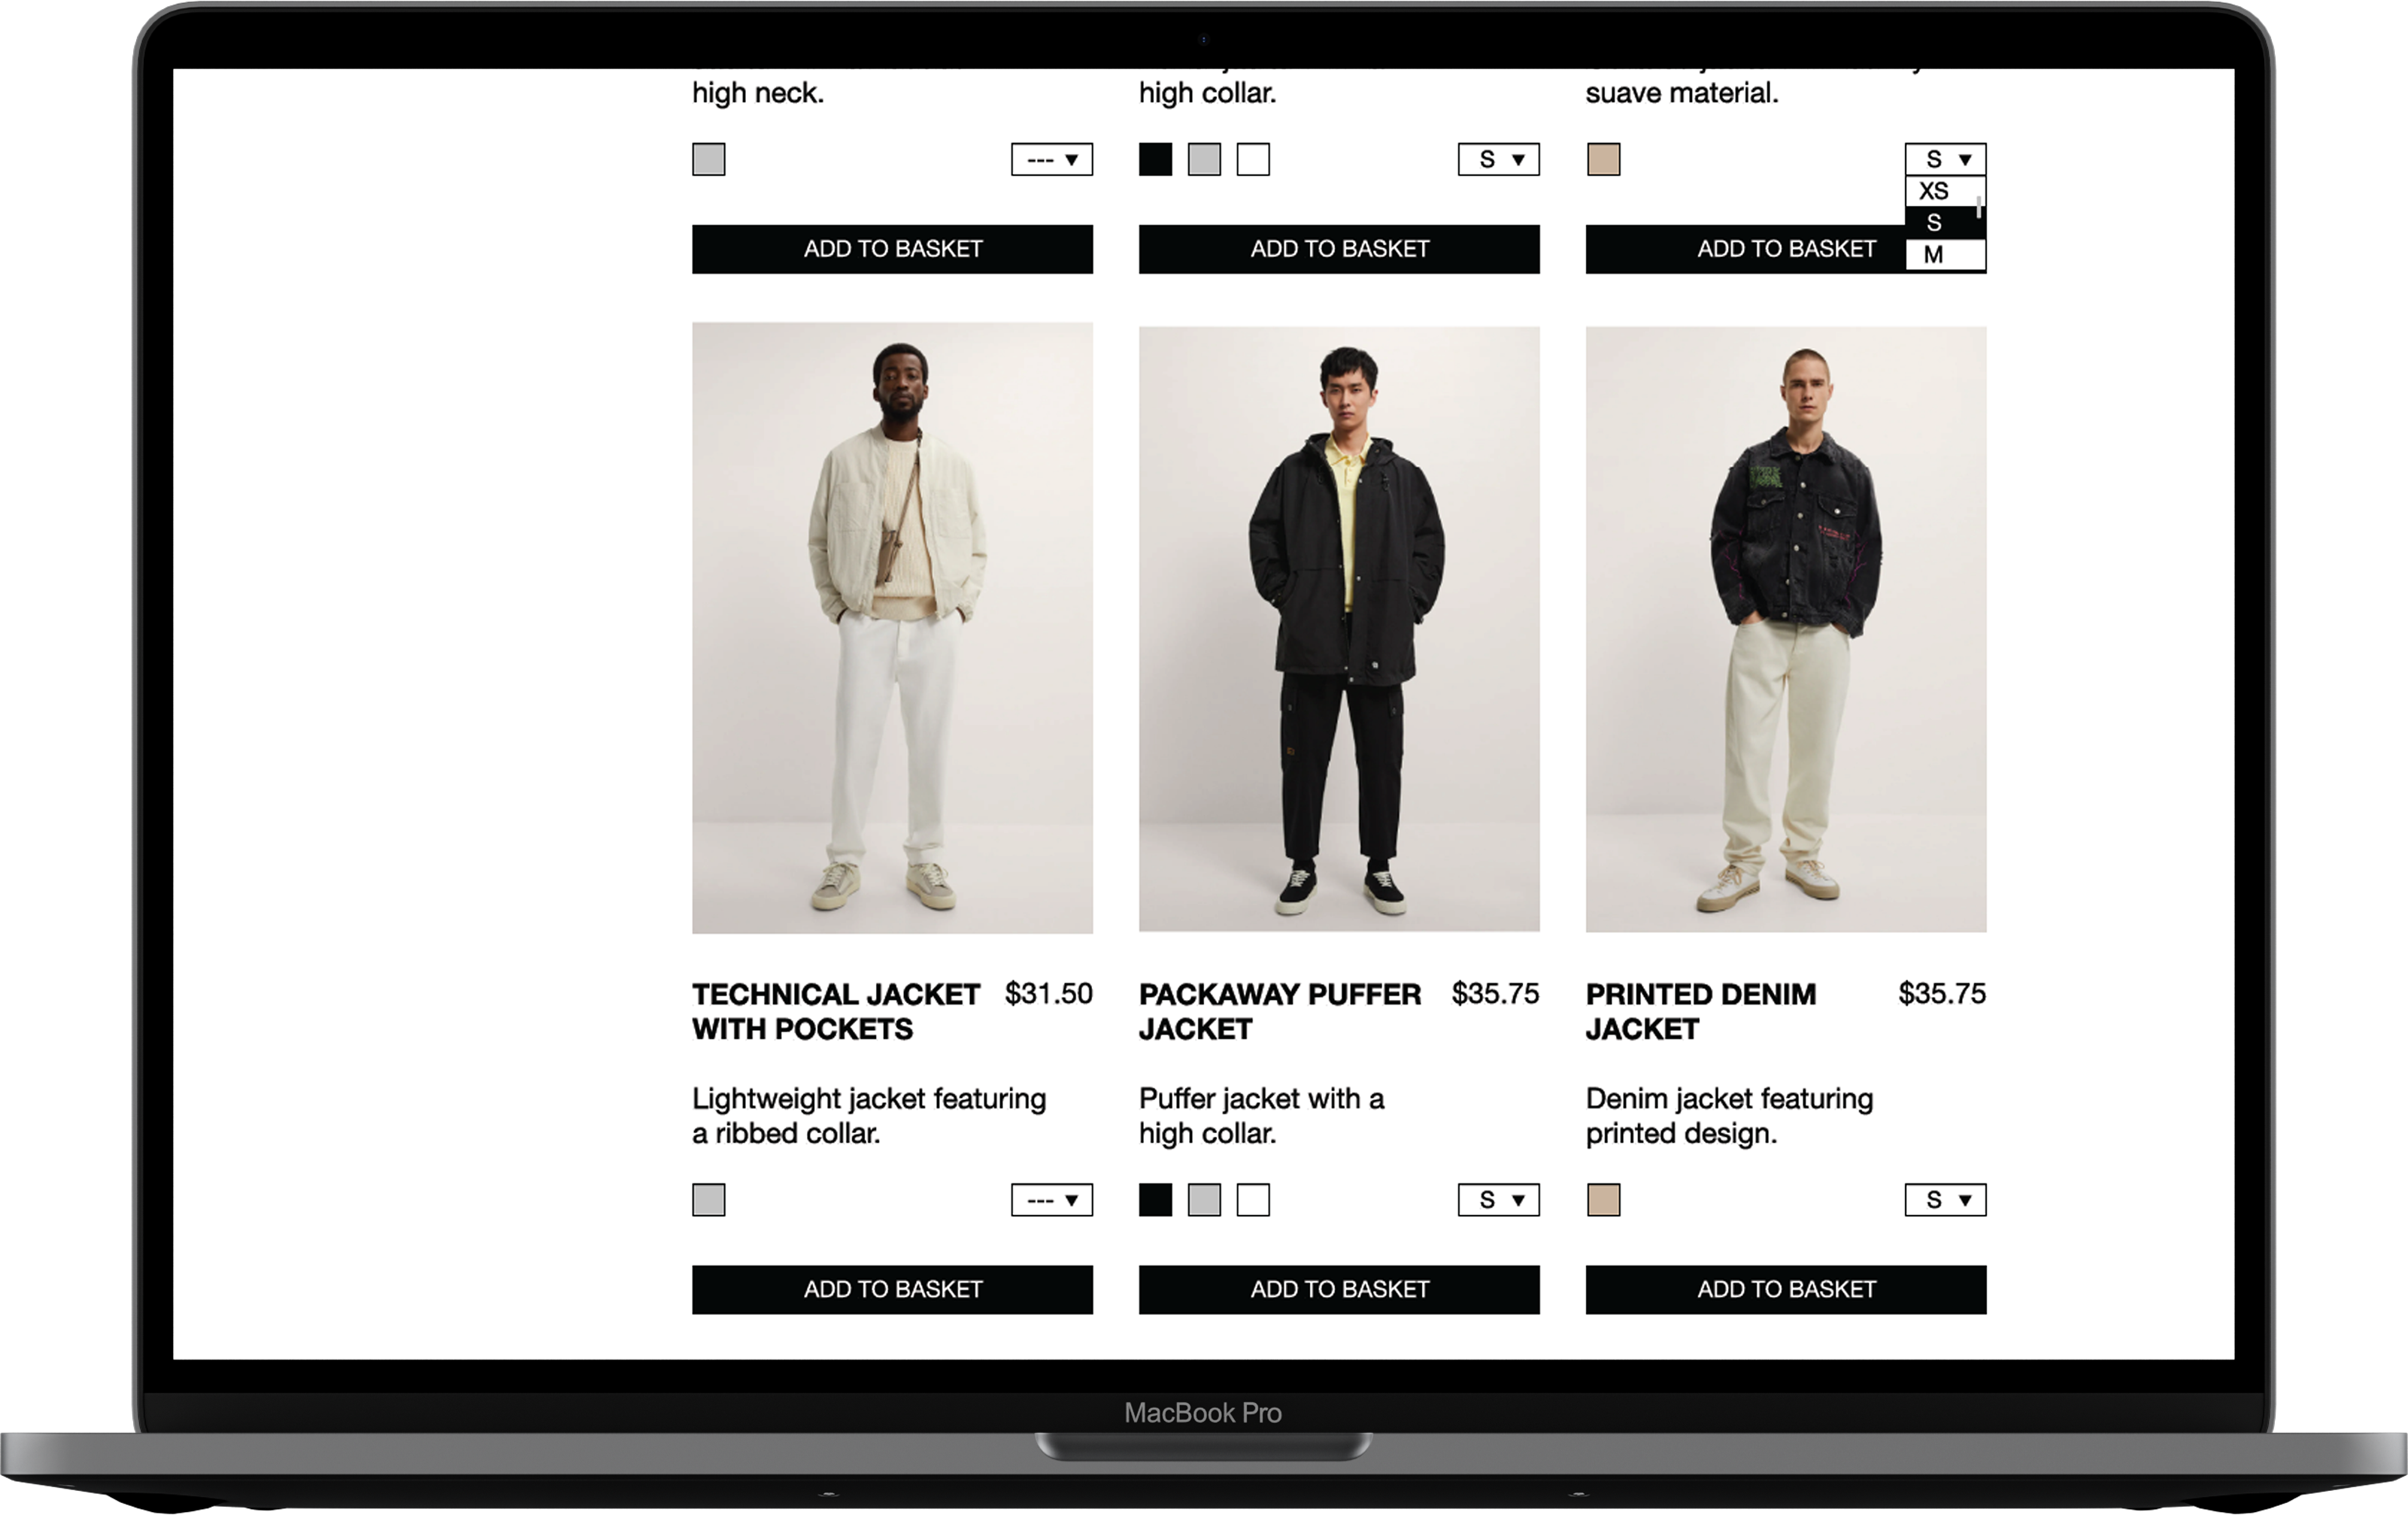 high neck.
high collar.
suave material.
---
S
S
XS
S
M
ADD TO BASKET
ADD TO BASKET
ADD TO BASKET
TECHNICAL JACKET $31.50
WITH POCKETS
PACKAWAY PUFFER $35.75
JACKET
PRINTED DENIM $35.75
JACKET
Lightweight jacket featuring
a ribbed collar.
Puffer jacket with a
high collar.
Denim jacket featuring
printed design.
---
S
S
ADD TO BASKET
ADD TO BASKET
ADD TO BASKET
MacBook Pro